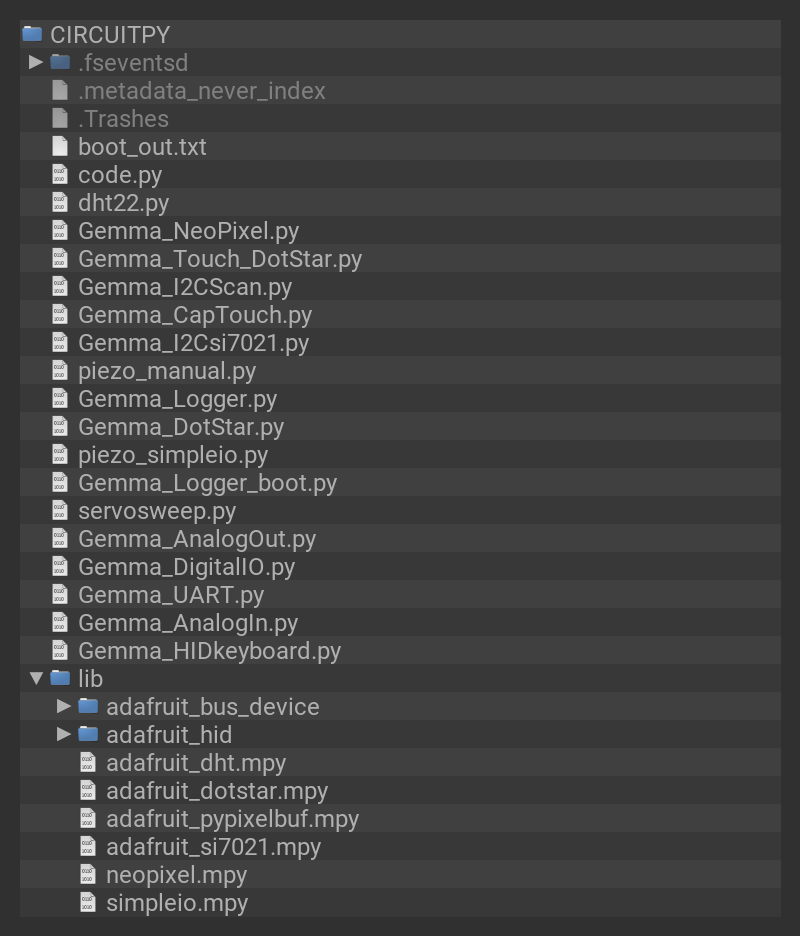 CIRCUITPY
.fseventsd
.metadata_never_index
.Trashes
boot_out.txt
code.py
dht22.py
Gemma_NeoPixel.py
Gemma_Touch_DotStar.py
Gemma_I2CScan.py
Gemma_CapTouch.py
Gemma_I2Csi7021.py
piezo_manual.py
Gemma_Logger.py
Gemma_DotStar.py
piezo_simpleio.py
Gemma_Logger_boot.py
servosweep.py
Gemma_AnalogOut.py
Gemma_DigitalIO.py
Gemma_UART.py
Gemma_AnalogIn.py
Gemma_HIDkeyboard.py
lib
adafruit_bus_device
adafruit_hid
adafruit_dht.mpy
adafruit_dotstar.mpy
adafruit_pypixelbuf.mpy
adafruit_si7021.mpy
neopixel.mpy
simpleio.mpy